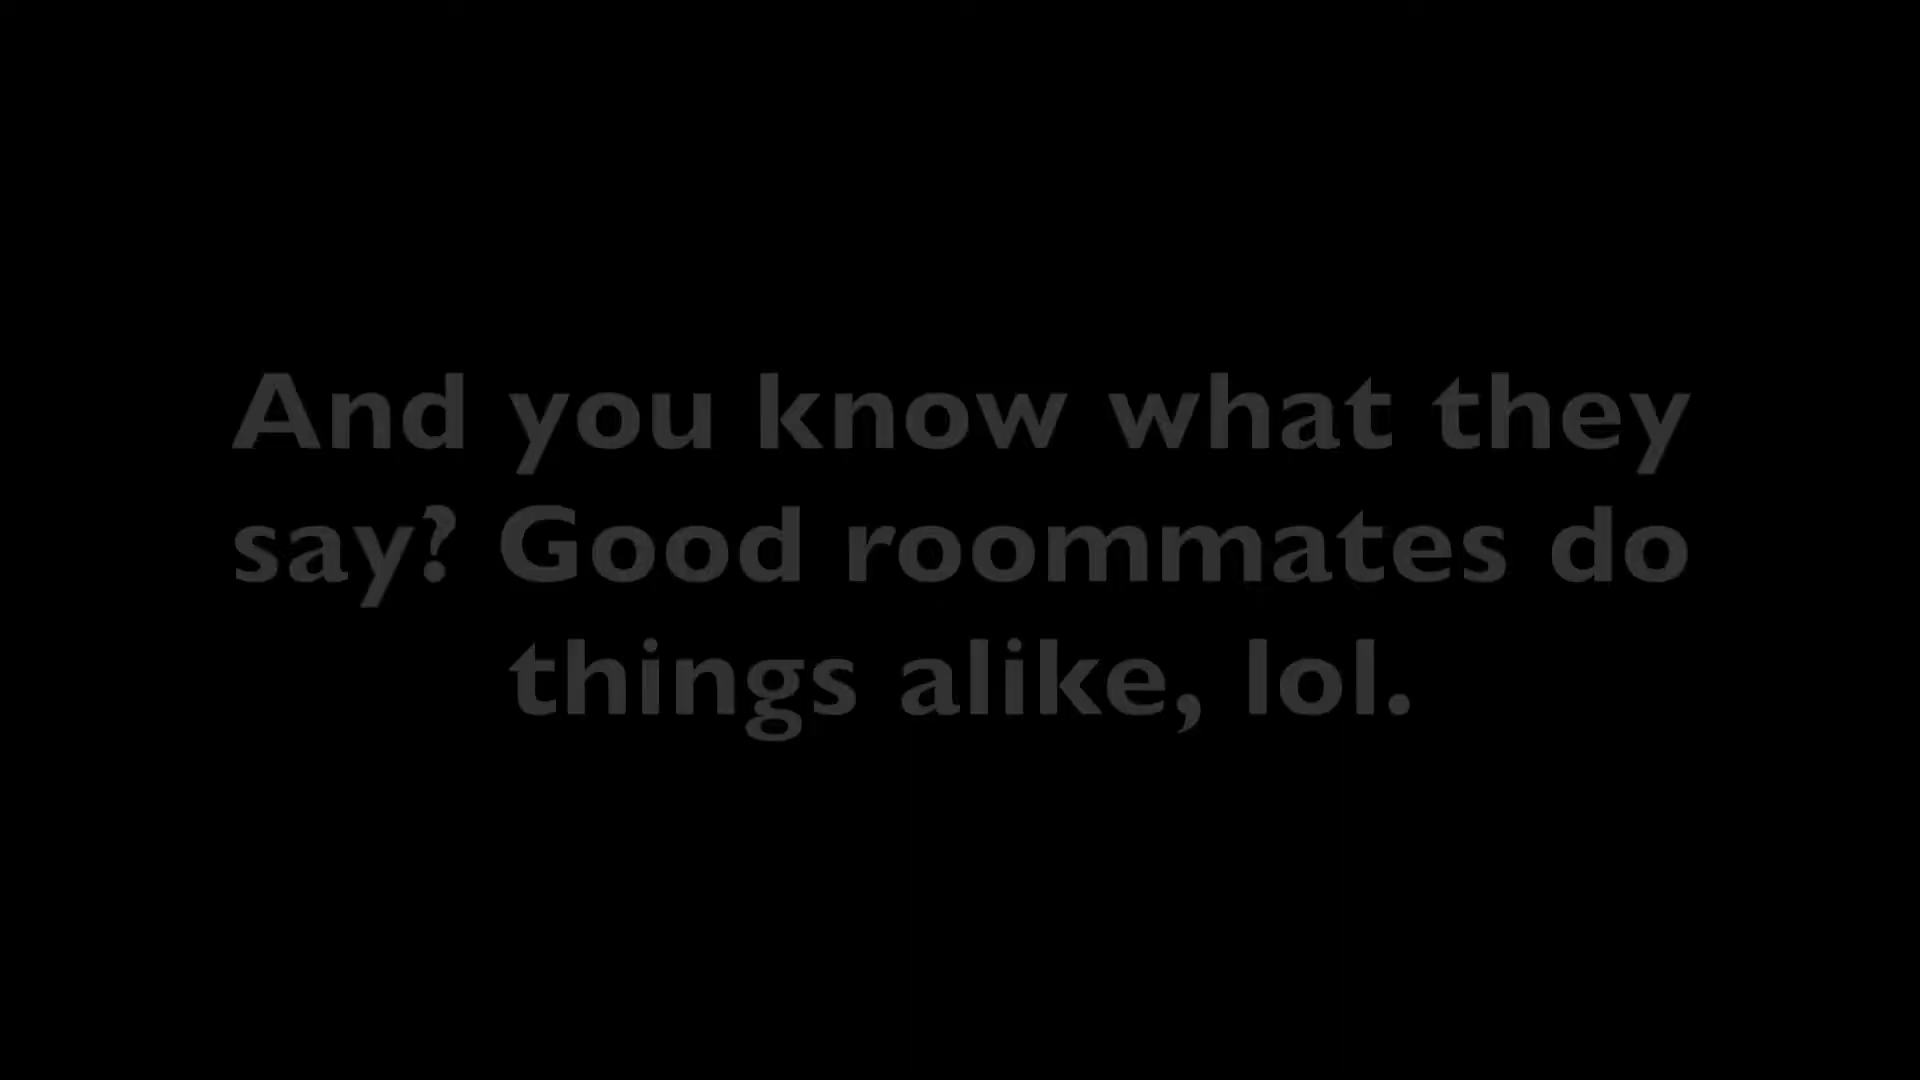 And you know what they
say? Good roommates do
things alike, lol.